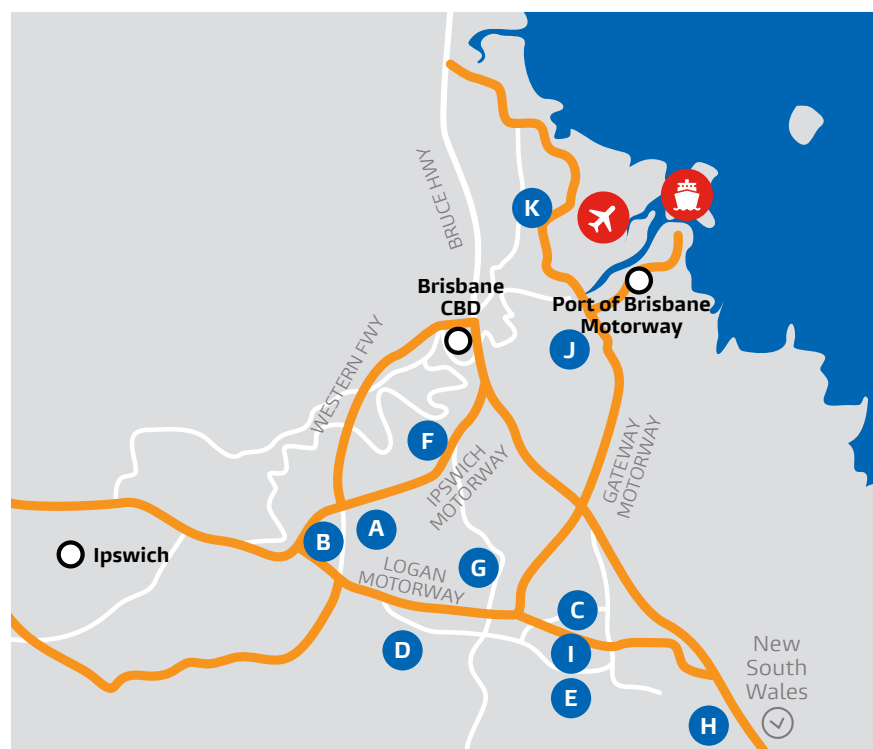 BRUCE HWY
K
Brisbane
CBD
Port of Brisbane
Motorway
J
WESTERN FWY
F
IPSWICH
MOTORWAY
GATEWAY
MOTORWAY
A
B
Ipswich
LOGAN
MOTORWAY
G
C
D
I
E
New
South
Wales
H